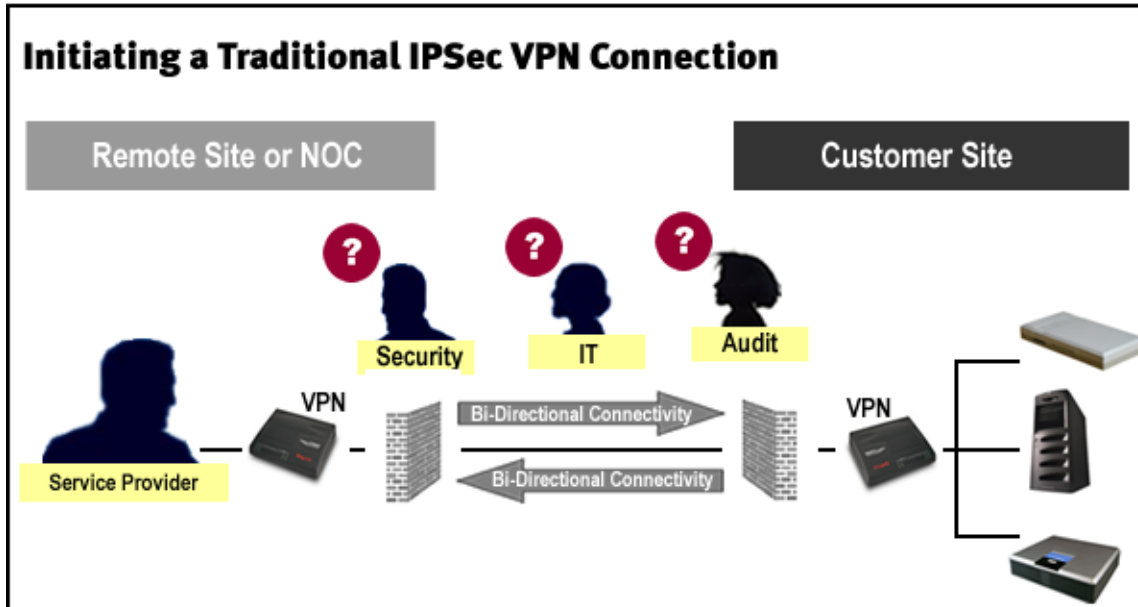 Initiating a Traditional IPSec VPN Connection
Remote Site or NOC
Customer Site
?
?
?
Security
IT
Audit
Service Provider
VPN
Bi-Directional Connectivity
Bi-Directional Connectivity
VPN